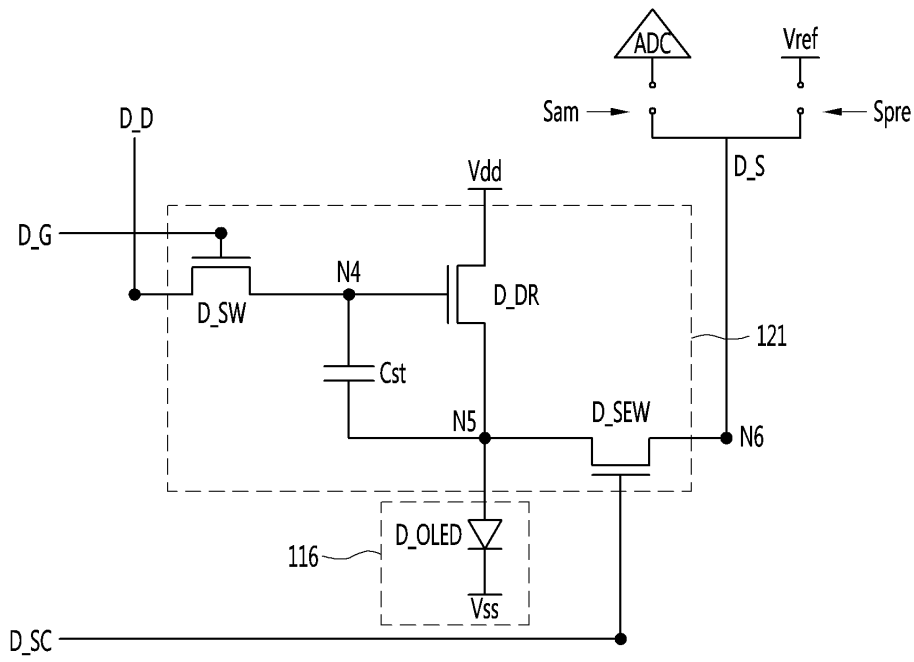 ADC
Vref
Sam
Spre
D_D
D_S
Vdd
D_G
N4
D_SW
D_DR
121
Cst
D_SEW
N5
N6
D_OLED
116
Vss
D_SC